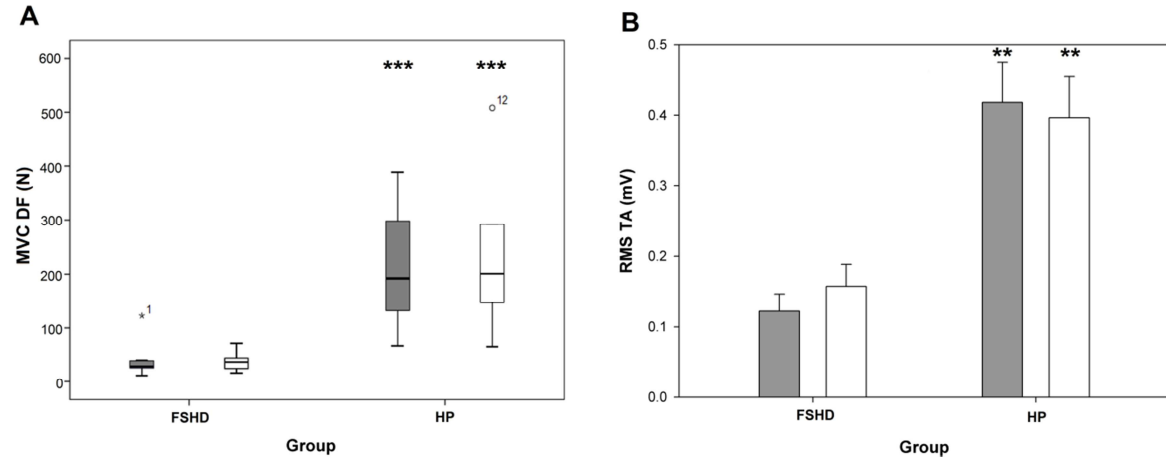 A
MVC DF (N)
600
500
400
300
200
100
0
*** ***
12
*1
FSHD HP
Group
B
RMS TA (mV)
0.5
0.4
0.3
0.2
0.1
0.0
** **
FSHD HP
Group